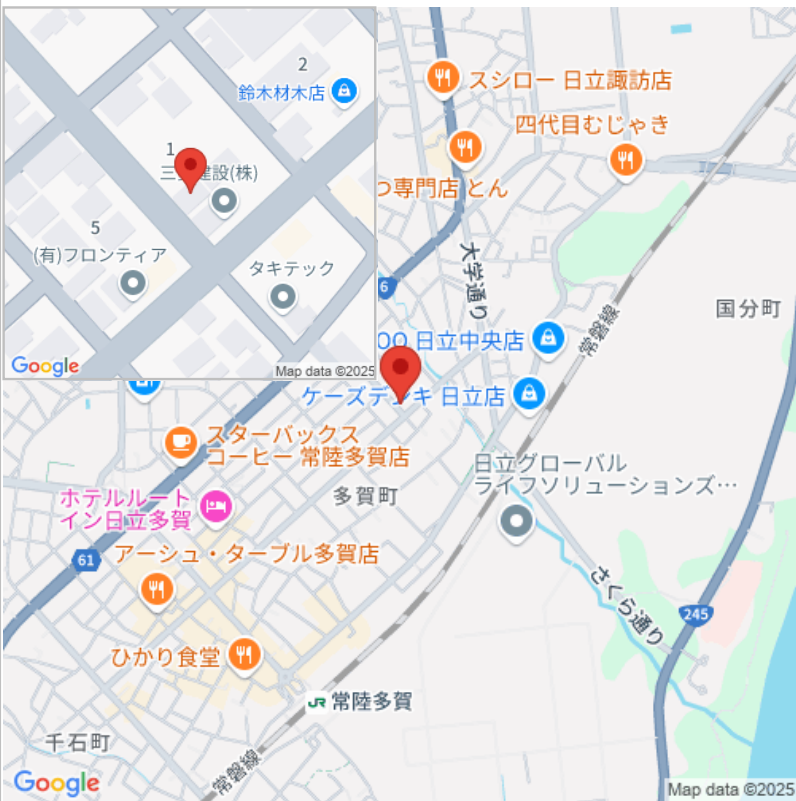 2
鈴木材木店
1
建設(株)
5
(有)フロンティア
タキテック
Google
Map data ©2025
スシロー 日立諏訪店
四代目むじゃき
つ専門店 とん
6
大学通り
常磐線
国分町
OO 日立中央店
ケーズデンキ 日立店
スターバックス
コーヒー 常陸多賀店
日立グローバル
ライフソリューションズ…
多賀町
ホテルルート
イン日立多賀
61
アーシュ・ターブル多賀店
さくら通り
245
ひかり食堂
JR 常陸多賀
千石町
常磐線
Google
Map data ©2025